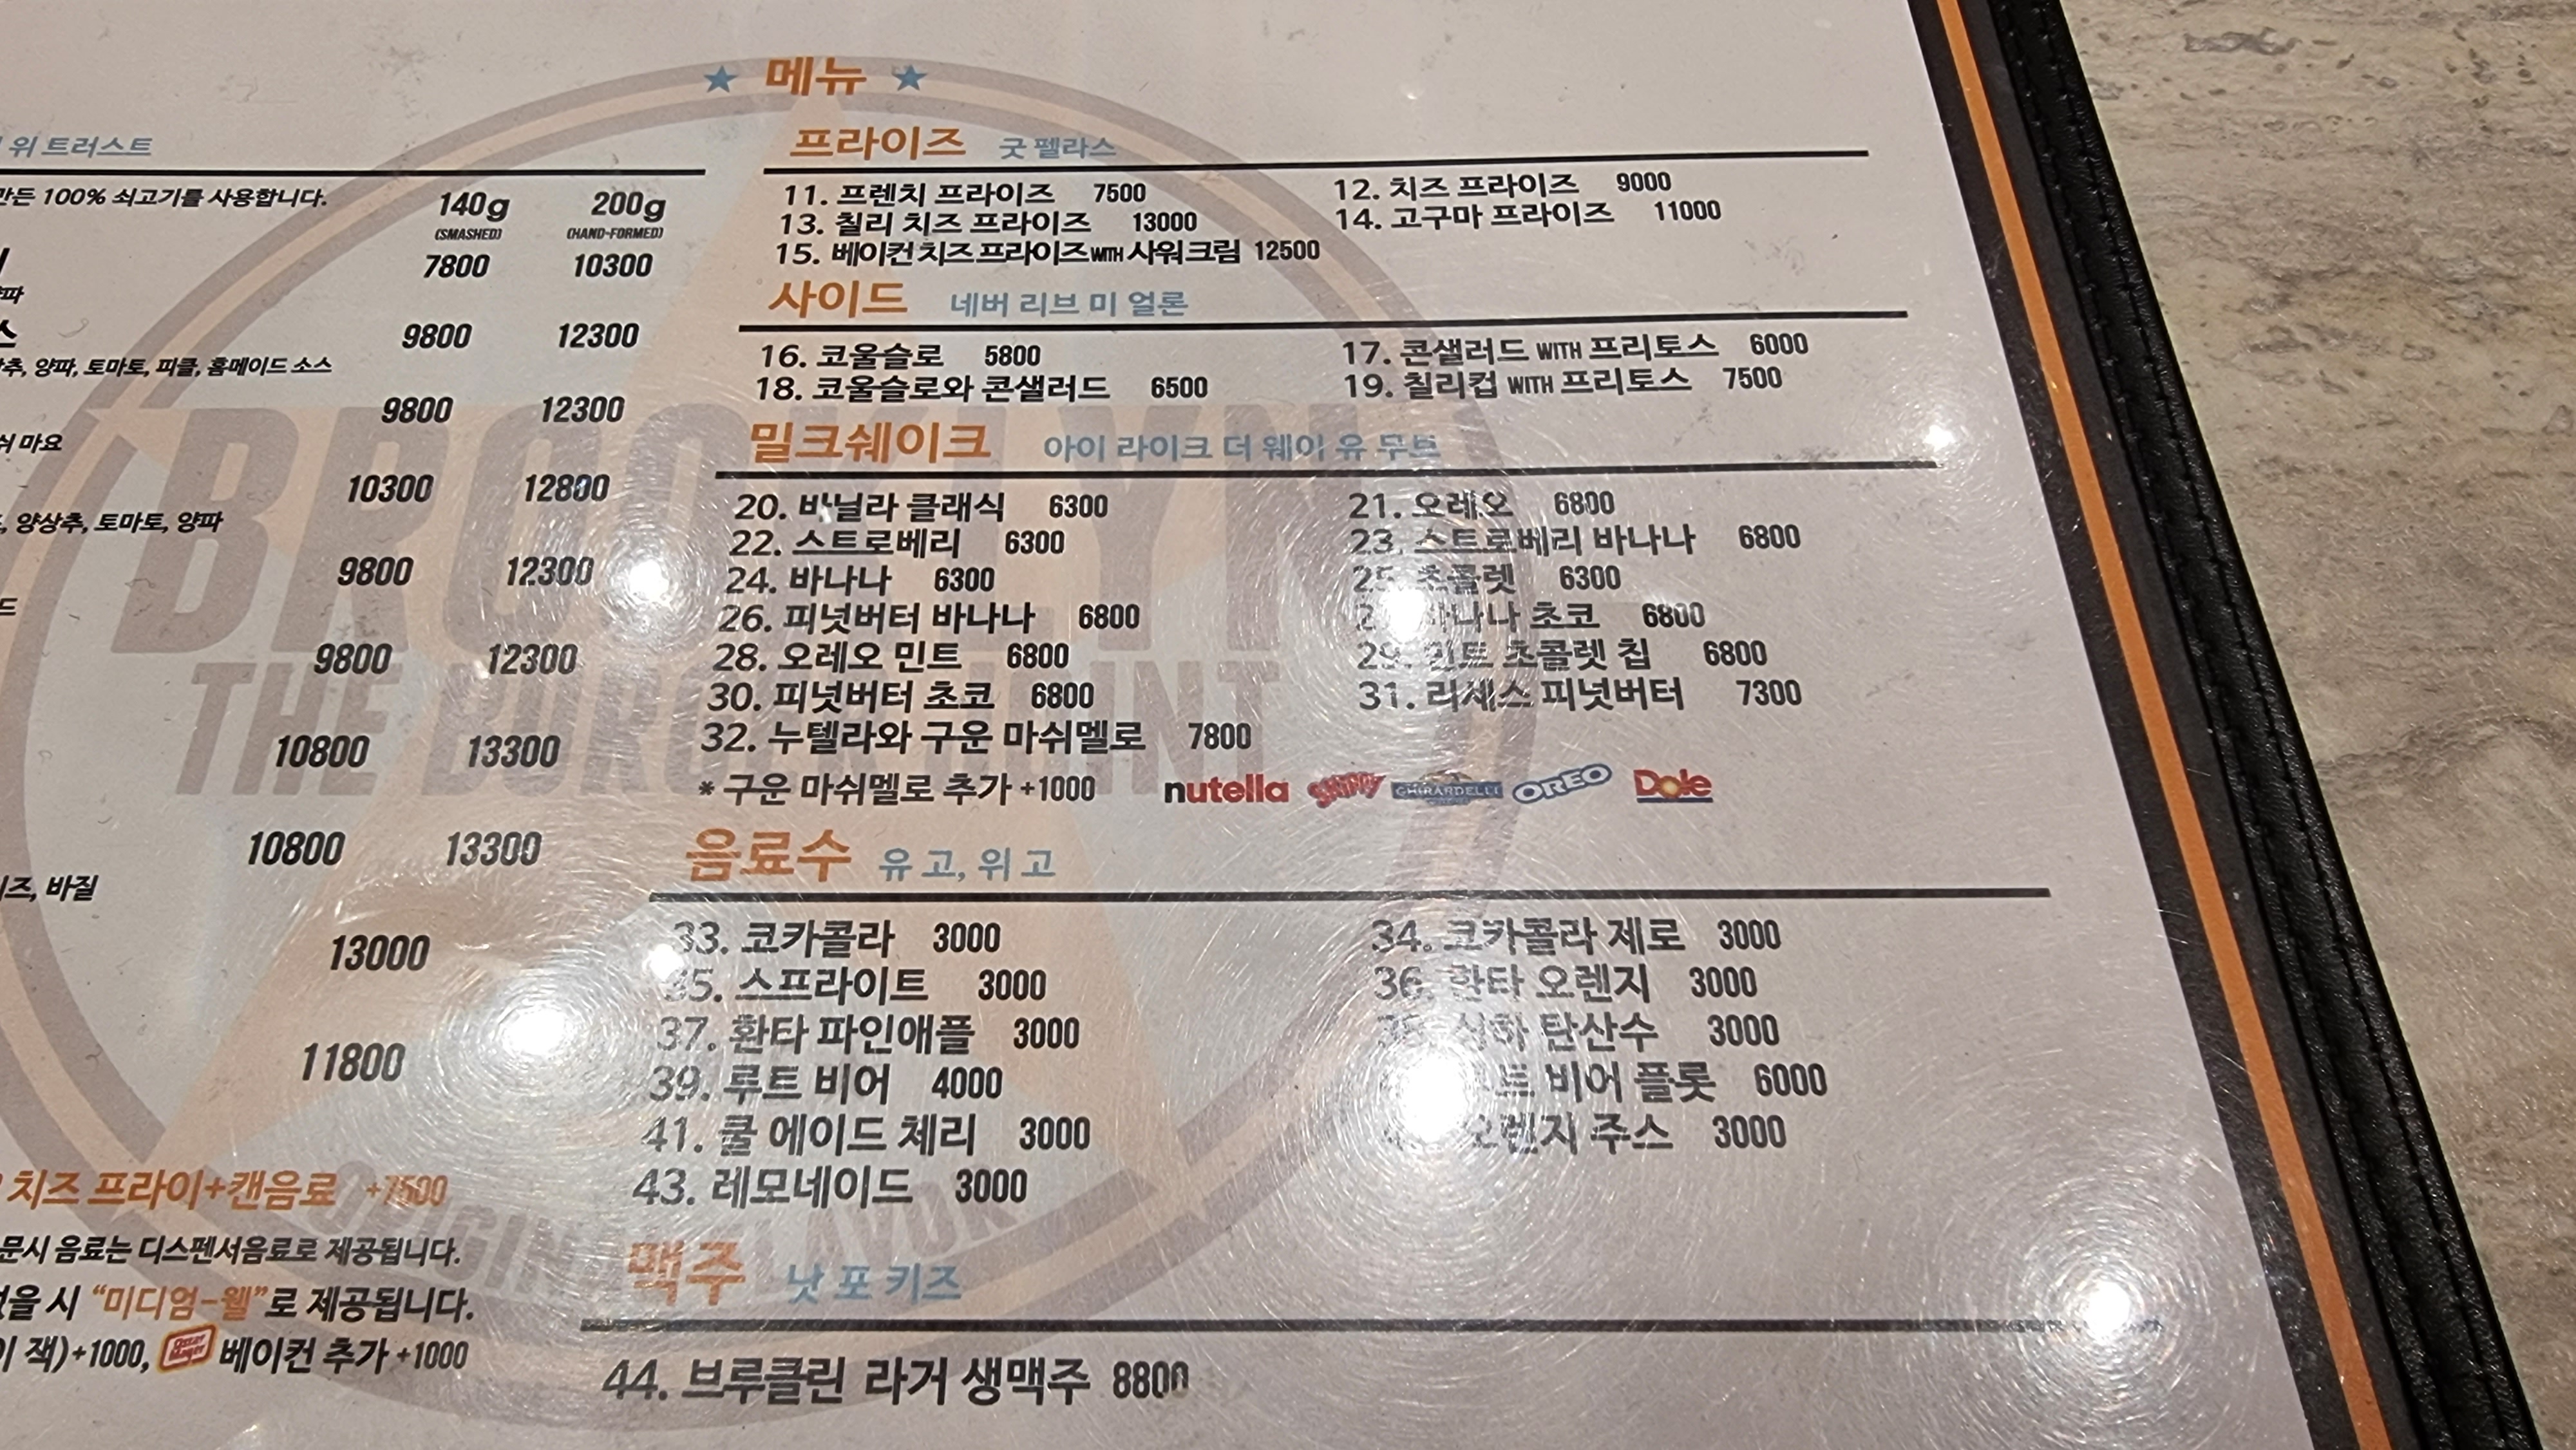 메뉴
위 트러스트
만든 100% 쇠고기를 사용합니다.
140g 200g
(SMASHED) (HAND-FORMED)
7800 10300
9800 12300
양파, 토마토, 피클, 홈메이드 소스
9800 12300
마요
10300 12800
양상추, 토마토, 양파
9800 12300
9800 12300
10800 13300
10800 13300
바질
13000
11800
치즈 프라이+캔음료 +7500
음료는 디스펜서음료로 제공됩니다.
시 “미디엄-웰”로 제공됩니다.
잭)+1000, 베이컨 추가 +1000
프라이즈 굿 펠라스
11. 프렌치 프라이즈 7500 12. 치즈 프라이즈 9000
13. 칠리 치즈 프라이즈 13000 14. 고구마 프라이즈 11000
15. 베이컨치즈프라이즈WITH 사워크림 12500
사이드 네버 리브 미 얼론
16. 코울슬로 5800 17. 콘샐러드 WITH 프리토스 6000
18. 코울슬로와 콘샐러드 6500 19. 칠리컵 WITH 프리토스 7500
밀크쉐이크 아이 라이크 더 웨이 유 무브
20. 바닐라 클래식 6300 21. 오레오 6800
22. 스트로베리 6300 23. 스트로베리 바나나 6800
24. 바나나 6300 25. 초콜렛 6300
26. 피넛버터 바나나 6800 바나나 초코 6800
28. 오레오 민트 6800 29. 민트 초콜렛 칩 6800
30. 피넛버터 초코 6800 31. 리세스 피넛버터 7300
32. 누텔라와 구운 마쉬멜로 7800
* 구운 마쉬멜로 추가 +1000 nutella SKIPPY GHIRARDELLI OREO Dole
음료수 유 고, 위 고
33. 코카콜라 3000 34. 코카콜라 제로 3000
35. 스프라이트 3000 36. 환타 오렌지 3000
37. 환타 파인애플 3000 38. 싱하 탄산수 3000
39. 루트 비어 4000 루트 비어 플롯 6000
41. 쿨 에이드 체리 3000 오렌지 주스 3000
43. 레모네이드 3000
맥주 낫 포 키즈
44. 브루클린 라거 생맥주 8800
BROOKLYN
THE BURGER JOINT